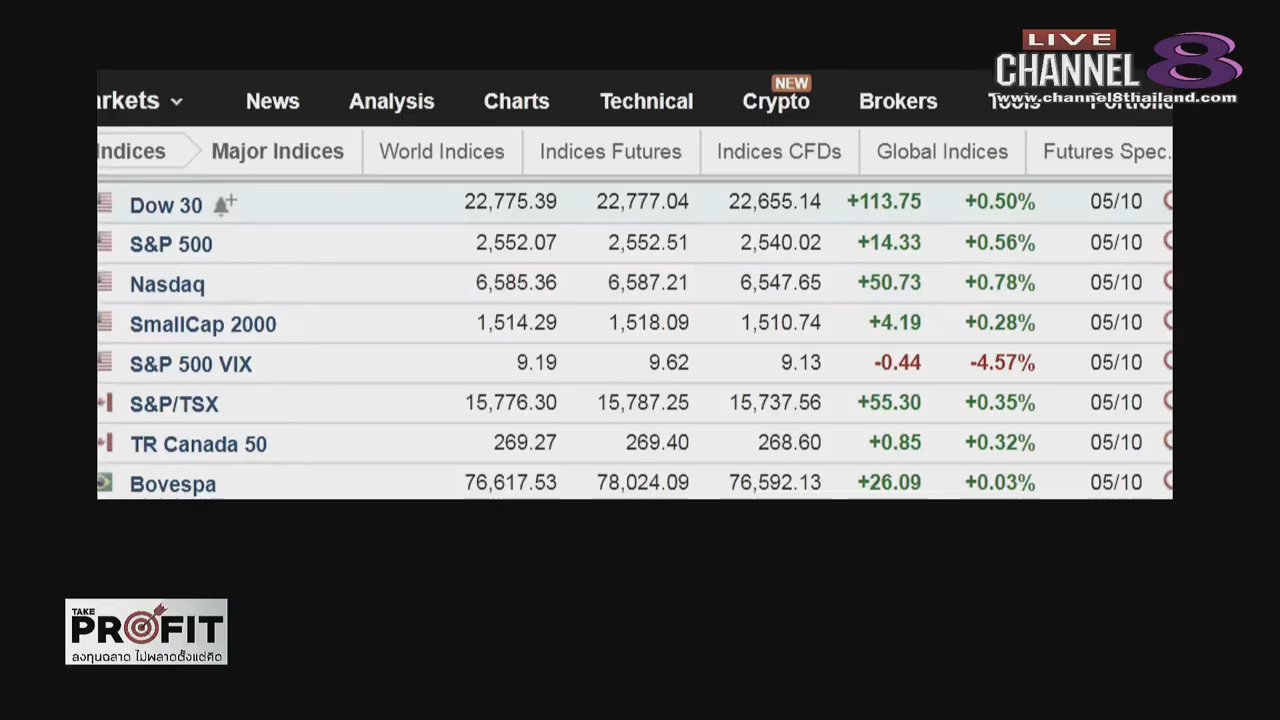 LIVE
CHANNEL 8
www.channel8thailand.com
NEW
rkets News Analysis Charts Technical Crypto Brokers
ndices Major Indices World Indices Indices Futures Indices CFDs Global Indices Futures Spec.
Dow 30 22,775.39 22,777.04 22,655.14 +113.75 +0.50% 05/10
S&P 500 2,552.07 2,552.51 2,540.02 +14.33 +0.56% 05/10
Nasdaq 6,585.36 6,587.21 6,547.65 +50.73 +0.78% 05/10
SmallCap 2000 1,514.29 1,518.09 1,510.74 +4.19 +0.28% 05/10
S&P 500 VIX 9.19 9.62 9.13 -0.44 -4.57% 05/10
S&P/TSX 15,776.30 15,787.25 15,737.56 +55.30 +0.35% 05/10
TR Canada 50 269.27 269.40 268.60 +0.85 +0.32% 05/10
Bovespa 76,617.53 78,024.09 76,592.13 +26.09 +0.03% 05/10
TAKE
PROFIT
ลงทุนฉลาด ไม่พลาดตั้งแต่คิด